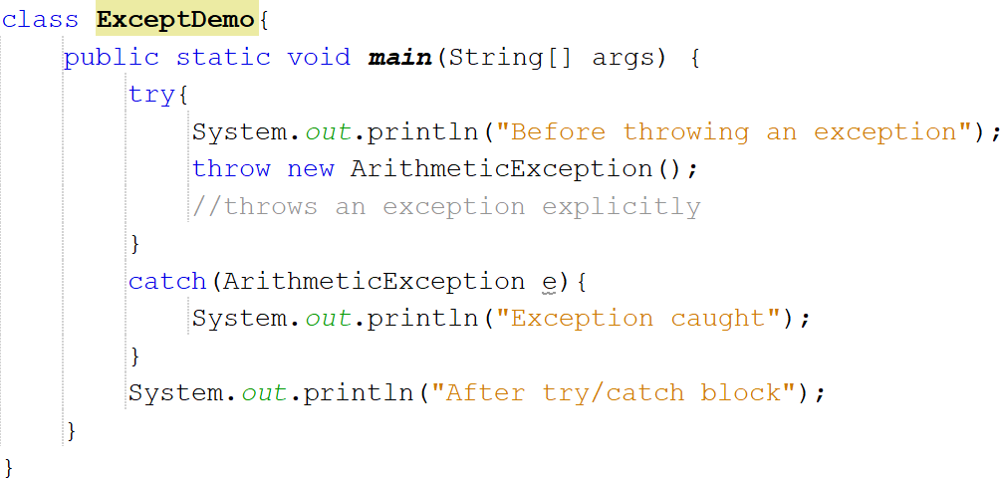 class ExceptDemo{
public static void main(String[] args) {
try{
System.out.println("Before throwing an exception");
throw new ArithmeticException();
//throws an exception explicitly
}
catch(ArithmeticException e){
System.out.println("Exception caught");
}
System.out.println("After try/catch block");
}
}